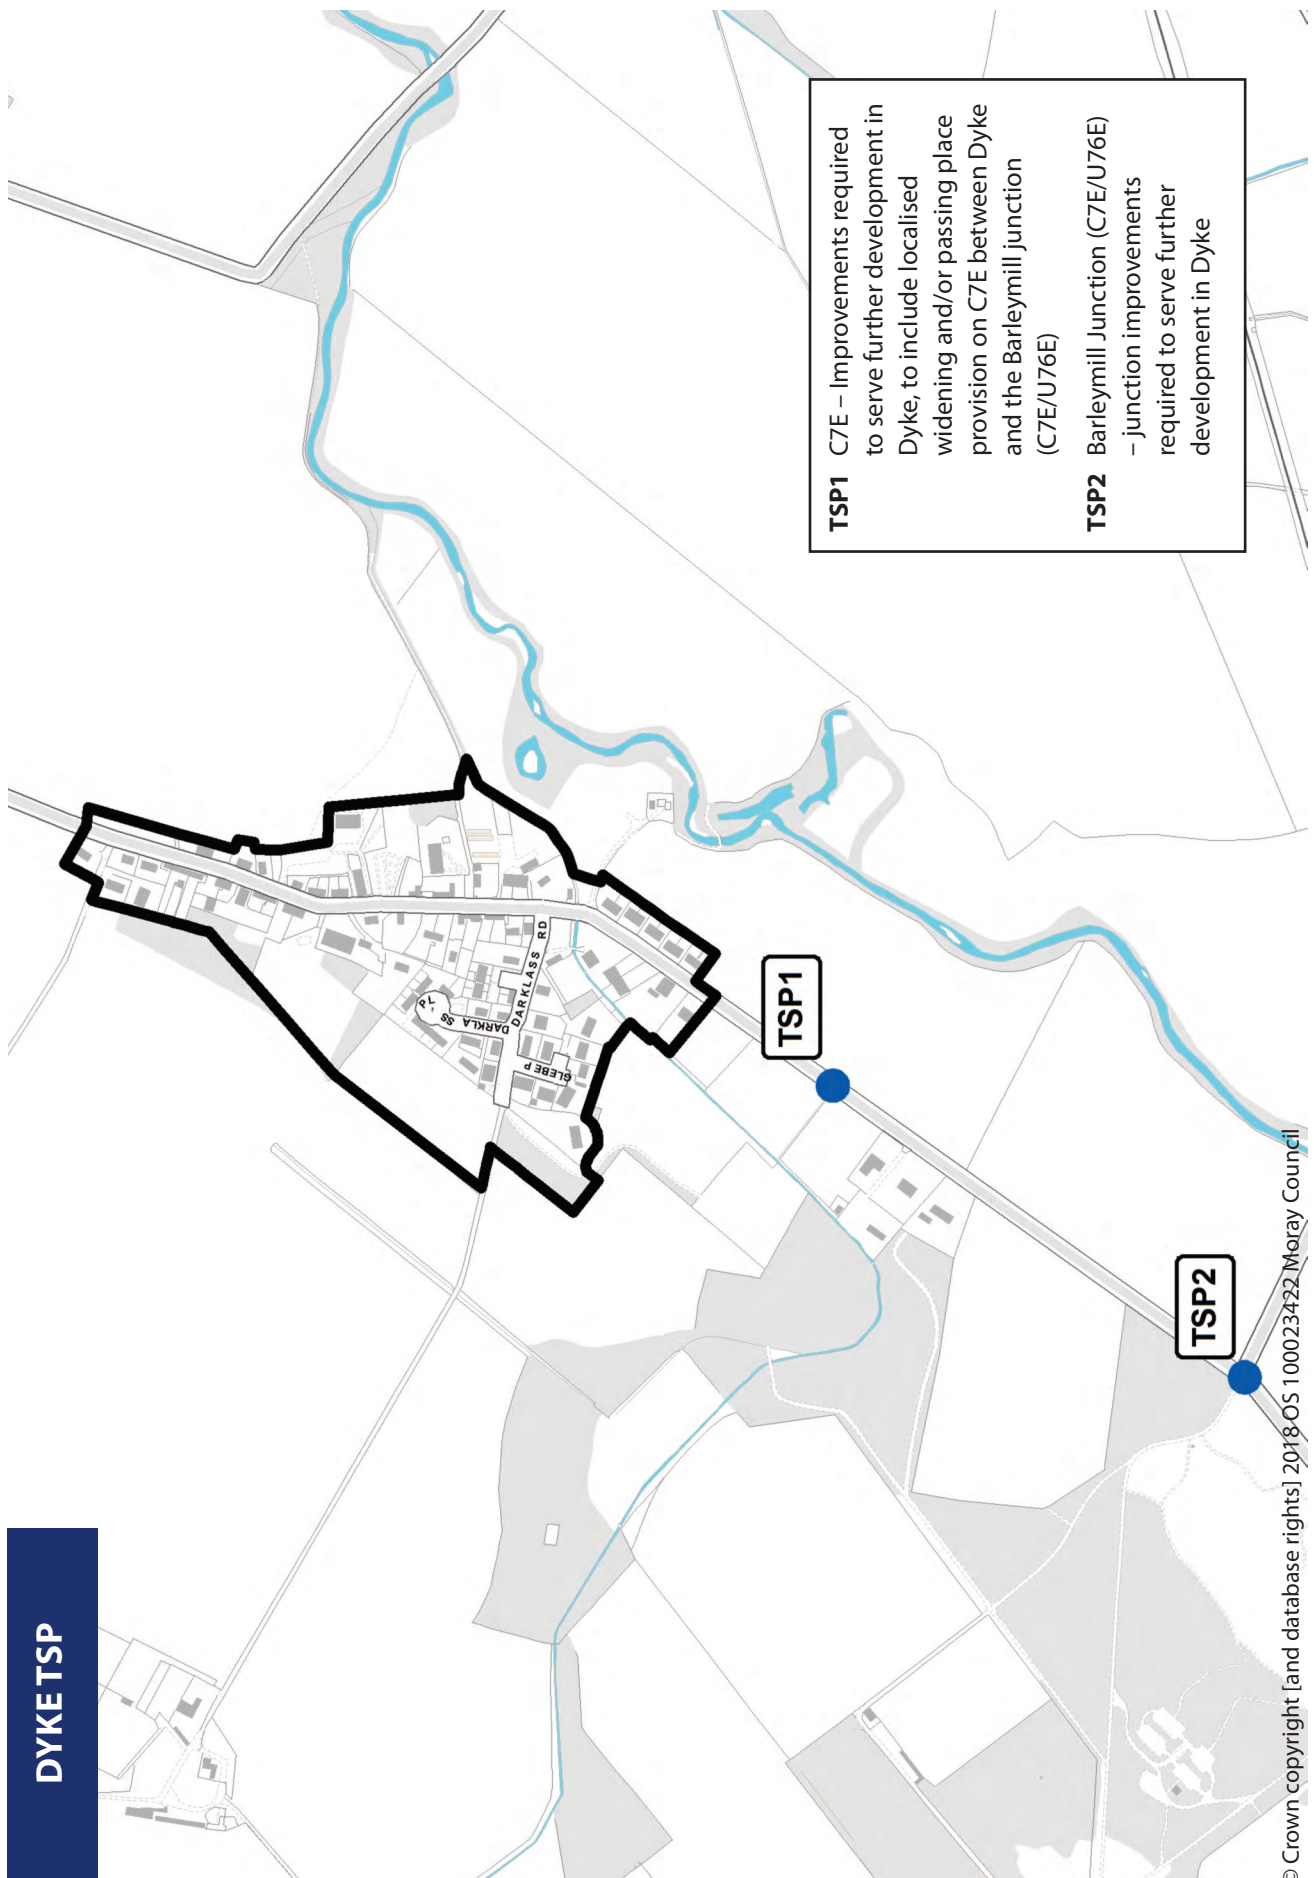 DYKE TSP
GLEBE P
DARKLA
SS
PL
DARKLASS RD
TSP1
TSP2
TSP1 C7E – Improvements required
to serve further development in
Dyke, to include localised
widening and/or passing place
provision on C7E between Dyke
and the Barleymill junction
(C7E/U76E)
TSP2 Barleymill Junction (C7E/U76E)
– junction improvements
required to serve further
development in Dyke
© Crown copyright [and database rights] 2018 OS 100023422 Moray Council